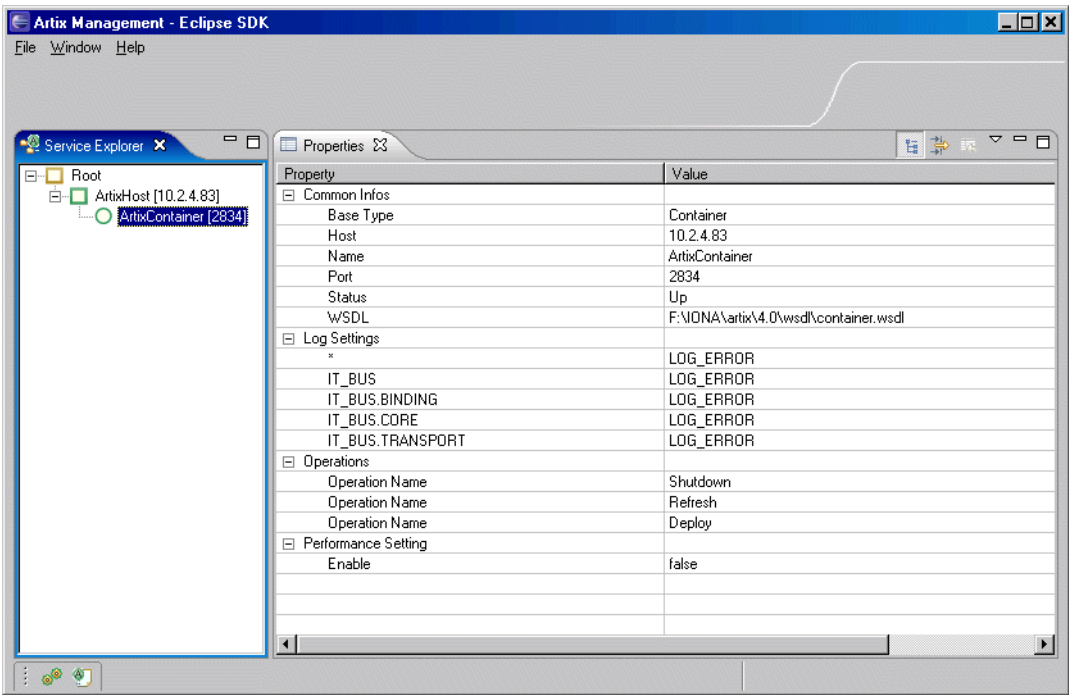 Artix Management - Eclipse SDK
File Window Help
Service Explorer
Properties
Root
ArtixHost [10.2.4.83]
ArtixContainer [2834]
Property Value
Common Infos
Base Type Container
Host 10.2.4.83
Name ArtixContainer
Port 2834
Status Up
WSDL F:\IONA\artix\4.0\wsdl\container.wsdl
Log Settings
* LOG_ERROR
IT_BUS LOG_ERROR
IT_BUS.BINDING LOG_ERROR
IT_BUS.CORE LOG_ERROR
IT_BUS.TRANSPORT LOG_ERROR
Operations
Operation Name Shutdown
Operation Name Refresh
Operation Name Deploy
Performance Setting
Enable false